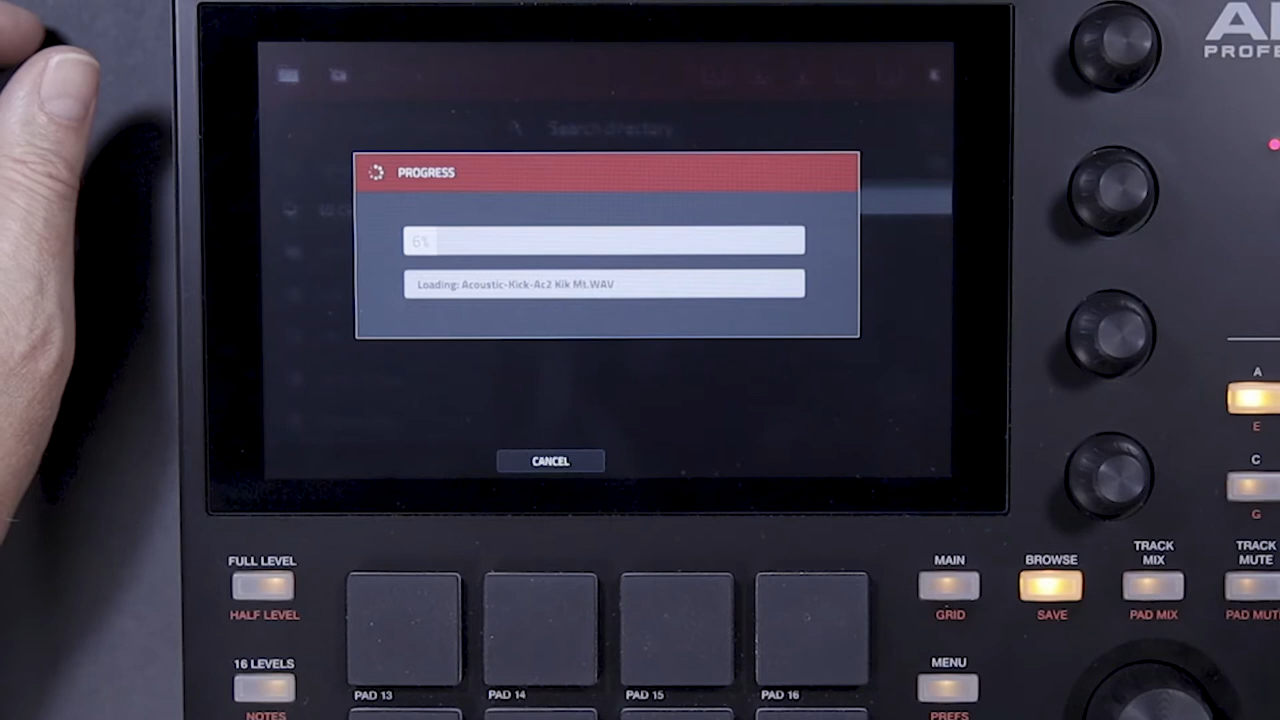 Search directory
PROGRESS
6%
Loading: Acoustic-Kick-Ac2 Kik Mt.WAV
CANCEL
PROFE
A
E
C
G
FULL LEVEL
HALF LEVEL
16 LEVELS
NOTES
PAD 13
PAD 14
PAD 15
PAD 16
MAIN
GRID
BROWSE
SAVE
TRACK
MIX
PAD MIX
TRACK
MUTE
PAD MUT
MENU
PREFS